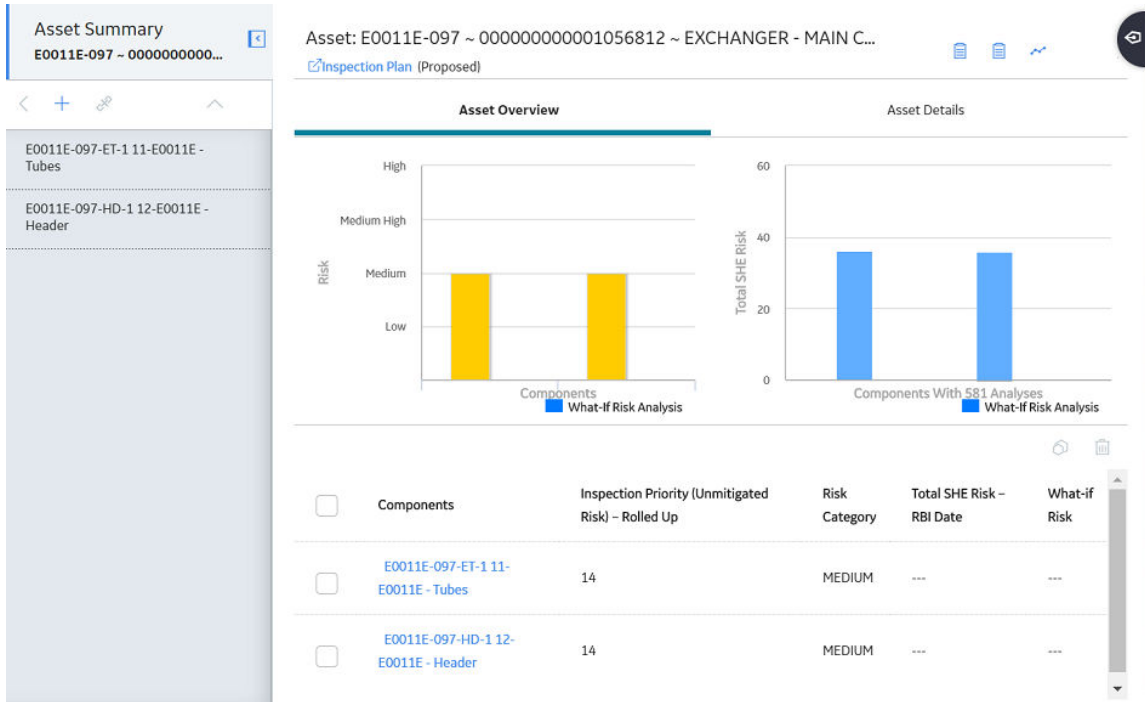 Asset Summary
E0011E-097 ~ 0000000000...
E0011E-097-ET-1 11-E0011E -
Tubes
E0011E-097-HD-1 12-E0011E -
Header
Asset: E0011E-097 ~ 000000000001056812 ~ EXCHANGER - MAIN C...
Inspection Plan (Proposed)
Asset Overview
Asset Details
High
Medium High
Medium
Low
Risk
Components
What-If Risk Analysis
60
40
20
0
Total SHE Risk
Components With 581 Analyses
What-If Risk Analysis
Components
Inspection Priority (Unmitigated
Risk) – Rolled Up
Risk
Category
Total SHE Risk –
RBI Date
What-if
Risk
E0011E-097-ET-1 11-
E0011E - Tubes
14
MEDIUM
---
---
E0011E-097-HD-1 12-
E0011E - Header
14
MEDIUM
---
---